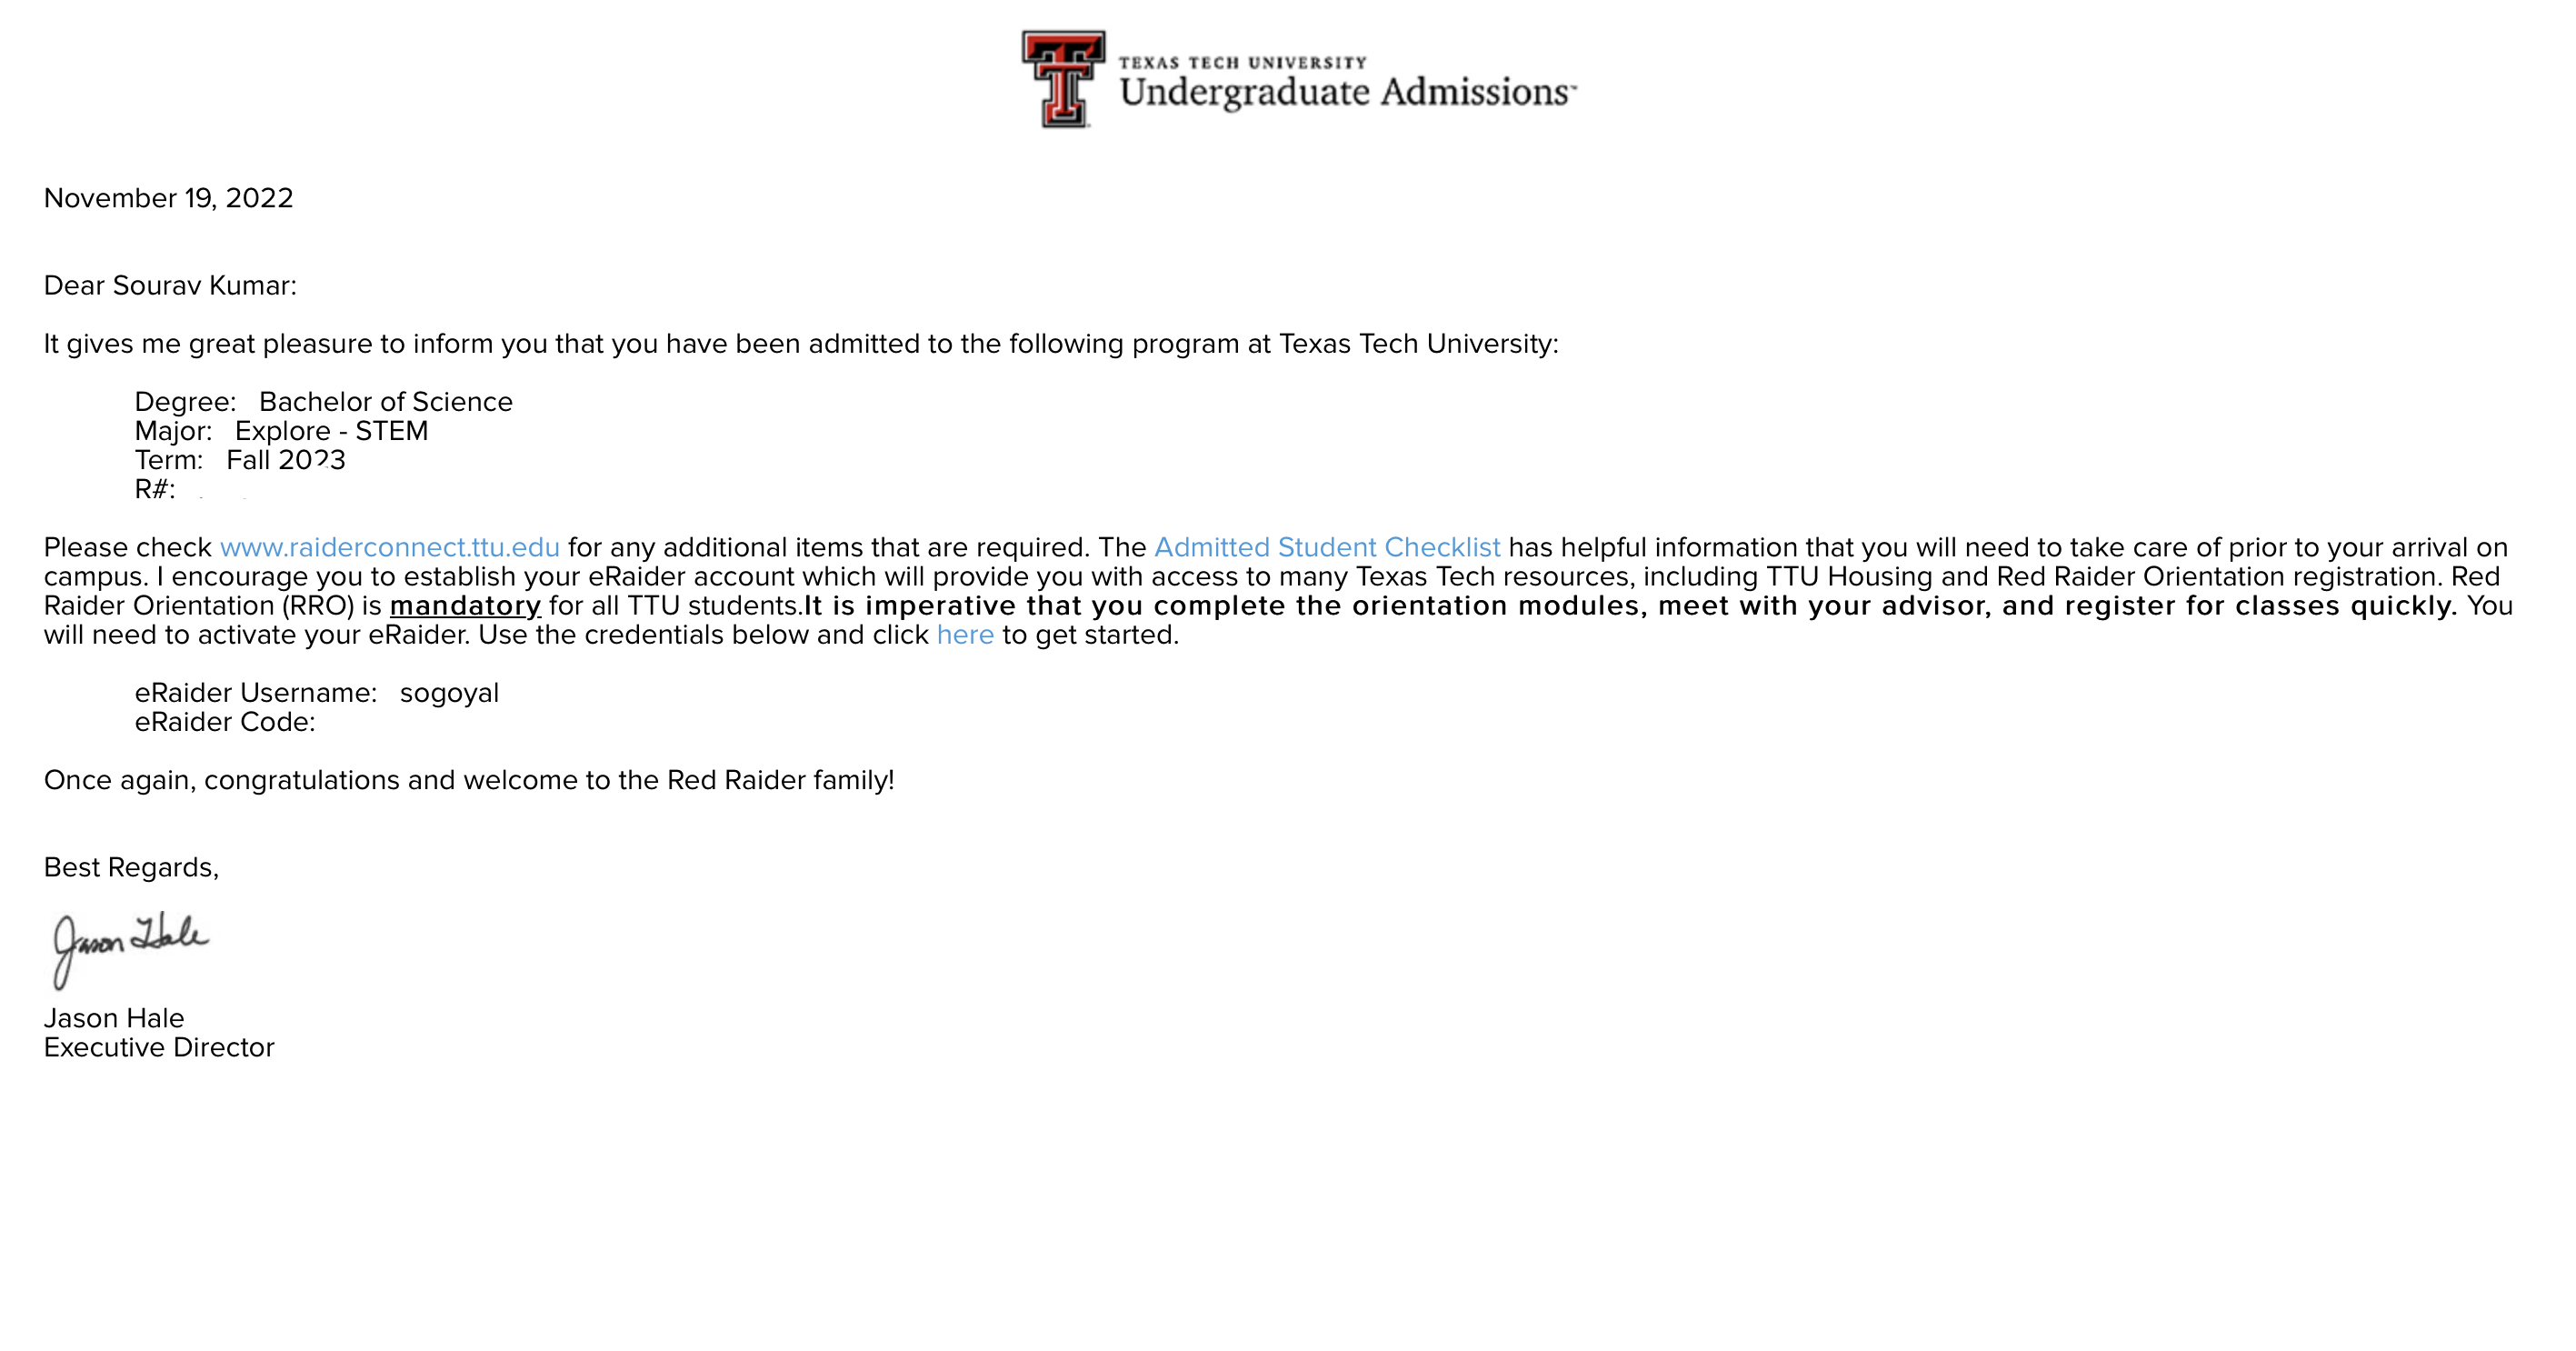 TEXAS TECH UNIVERSITY
Undergraduate Admissions™
November 19, 2022
Dear Sourav Kumar:
It gives me great pleasure to inform you that you have been admitted to the following program at Texas Tech University:
Degree: Bachelor of Science
Major: Explore - STEM
Term: Fall 2023
R#:
Please check www.raiderconnect.ttu.edu for any additional items that are required. The Admitted Student Checklist has helpful information that you will need to take care of prior to your arrival on
campus. I encourage you to establish your eRaider account which will provide you with access to many Texas Tech resources, including TTU Housing and Red Raider Orientation registration. Red
Raider Orientation (RRO) is mandatory for all TTU students.It is imperative that you complete the orientation modules, meet with your advisor, and register for classes quickly. You
will need to activate your eRaider. Use the credentials below and click here to get started.
eRaider Username: sogoyal
eRaider Code:
Once again, congratulations and welcome to the Red Raider family!
Best Regards,
Jason Hale
Jason Hale
Executive Director